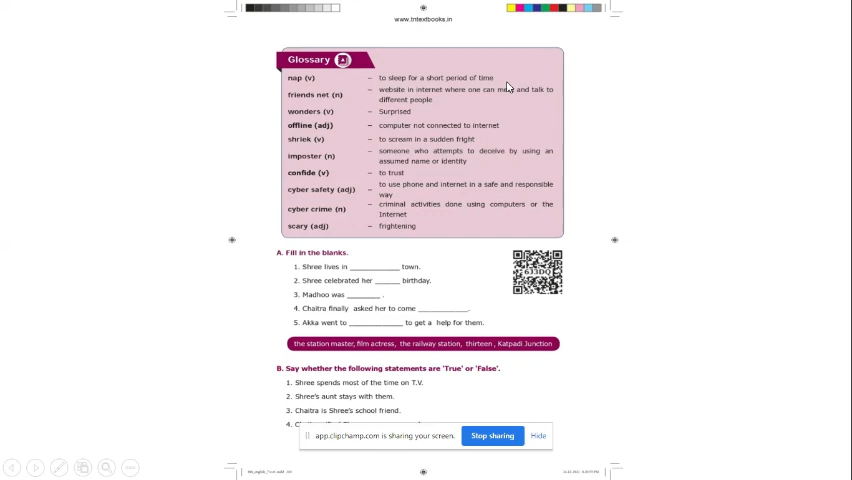 www.tntextbooks.in
Glossary
nap (v) – to sleep for a short period of time
friends net (n) – website in internet where one can and talk to
different people
wonders (v) – Surprised
offline (adj) – computer not connected to internet
shriek (v) – to scream in a sudden fright
imposter (n) – someone who attempts to deceive by using an
assumed name or identity
confide (v) – to trust
cyber safety (adj) – to use phone and internet in a safe and responsible
way
cyber crime (n) – criminal activities done using computers or the
Internet
scary (adj) – frightening
A. Fill in the blanks.
1. Shree lives in ____________ town.
2. Shree celebrated her ______ birthday.
3. Madhoo was ________ .
4. Chaitra finally asked her to come ____________.
5. Akka went to _____________ to get a help for them.
6J3DQ
the station master, film actress, the railway station, thirteen , Katpadi Junction
B. Say whether the following statements are 'True' or 'False'.
1. Shree spends most of the time on T.V.
2. Shree's aunt stays with them.
3. Chaitra is Shree's school friend.
4.
app.clipchamp.com is sharing your screen.
Stop sharing
Hide